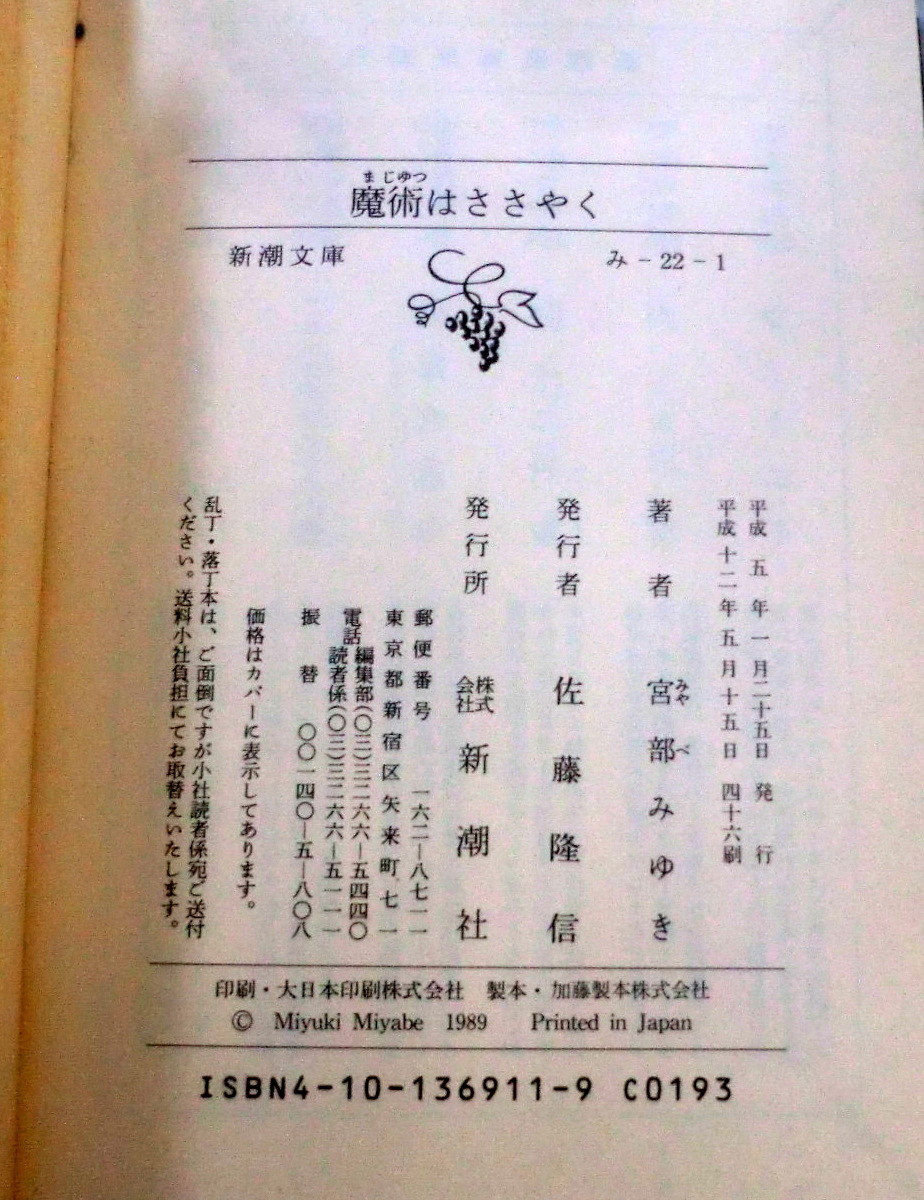 まじゅつ
魔術はささやく
新潮文庫
み-22-1
平成五年一月二十五日発行
平成十二年五月十五日四十六刷
著者 宮部みゆき
みやべ
発行者 佐藤隆信
発行所 株式会社新潮社
郵便番号 一六二―八七一一
東京都新宿区矢来町七一
電話 編集部(〇三)三二六六―五四四〇
読者係(〇三)三二六六―五一一一
振替 〇〇一四〇―五―八〇八
価格はカバーに表示してあります。
乱丁・落丁本は、ご面倒ですが小社読者係宛ご送付
ください。送料小社負担にてお取替えいたします。
印刷・大日本印刷株式会社 製本・加藤製本株式会社
© Miyuki Miyabe 1989 Printed in Japan
ISBN4-10-136911-9 C0193